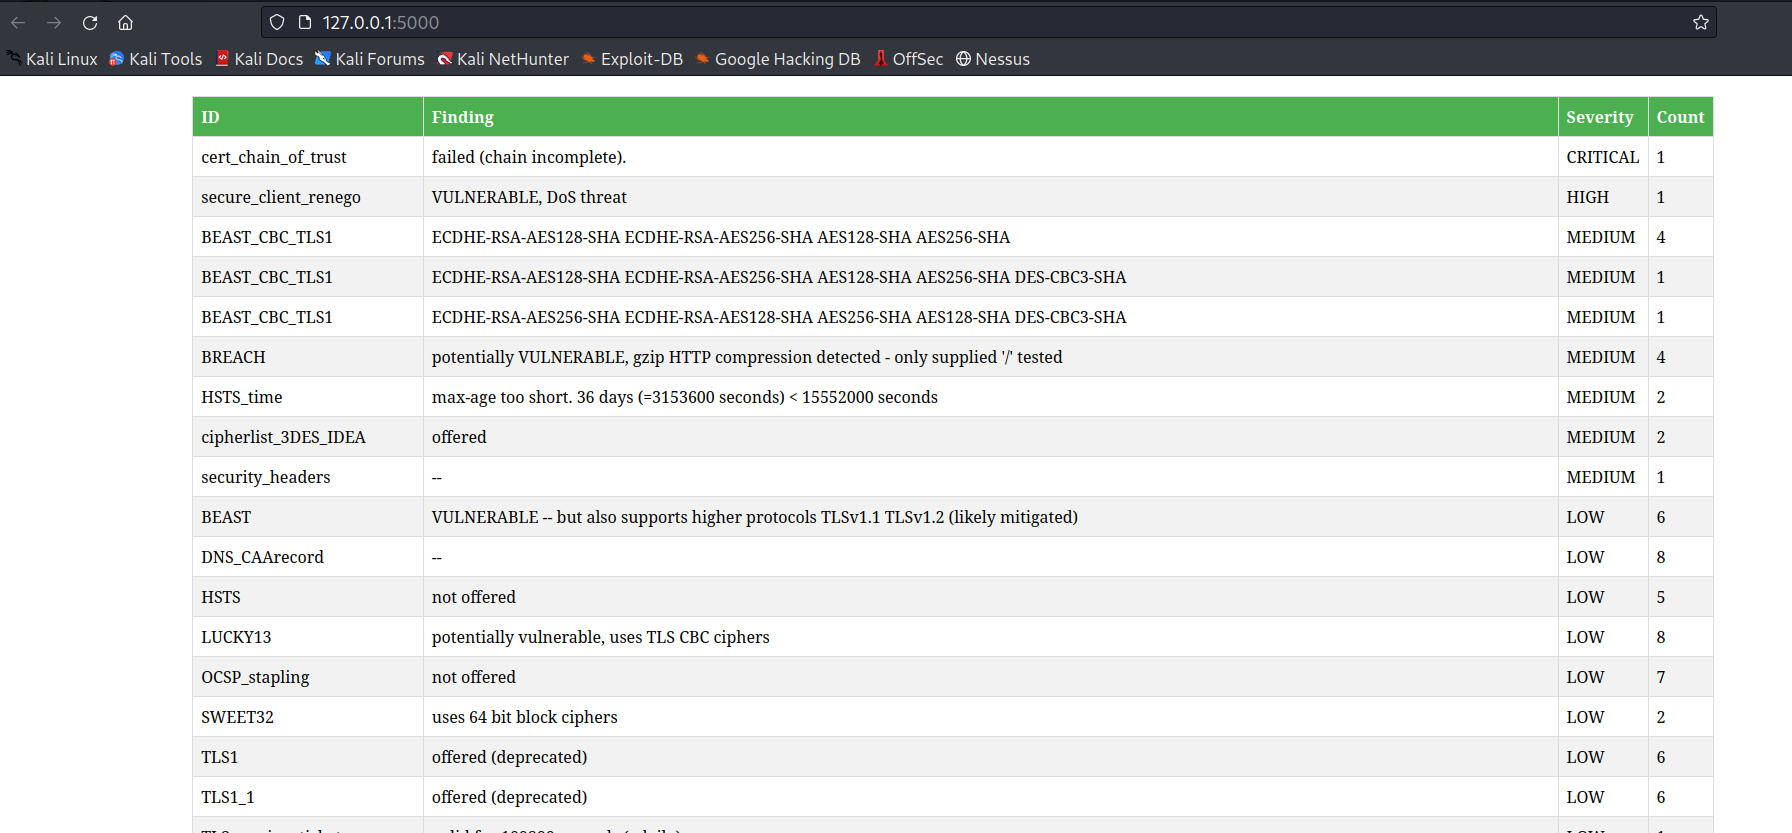 127.0.0.1:5000
Kali Linux Kali Tools Kali Docs Kali Forums Kali NetHunter Exploit-DB Google Hacking DB OffSec Nessus
ID Finding Severity Count
cert_chain_of_trust failed (chain incomplete). CRITICAL 1
secure_client_renego VULNERABLE, DoS threat HIGH 1
BEAST_CBC_TLS1 ECDHE-RSA-AES128-SHA ECDHE-RSA-AES256-SHA AES128-SHA AES256-SHA MEDIUM 4
BEAST_CBC_TLS1 ECDHE-RSA-AES128-SHA ECDHE-RSA-AES256-SHA AES128-SHA AES256-SHA DES-CBC3-SHA MEDIUM 1
BEAST_CBC_TLS1 ECDHE-RSA-AES256-SHA ECDHE-RSA-AES128-SHA AES256-SHA AES128-SHA DES-CBC3-SHA MEDIUM 1
BREACH potentially VULNERABLE, gzip HTTP compression detected - only supplied '/' tested MEDIUM 4
HSTS_time max-age too short. 36 days (=3153600 seconds) < 15552000 seconds MEDIUM 2
cipherlist_3DES_IDEA offered MEDIUM 2
security_headers -- MEDIUM 1
BEAST VULNERABLE -- but also supports higher protocols TLSv1.1 TLSv1.2 (likely mitigated) LOW 6
DNS_CAArecord -- LOW 8
HSTS not offered LOW 5
LUCKY13 potentially vulnerable, uses TLS CBC ciphers LOW 8
OCSP_stapling not offered LOW 7
SWEET32 uses 64 bit block ciphers LOW 2
TLS1 offered (deprecated) LOW 6
TLS1_1 offered (deprecated) LOW 6